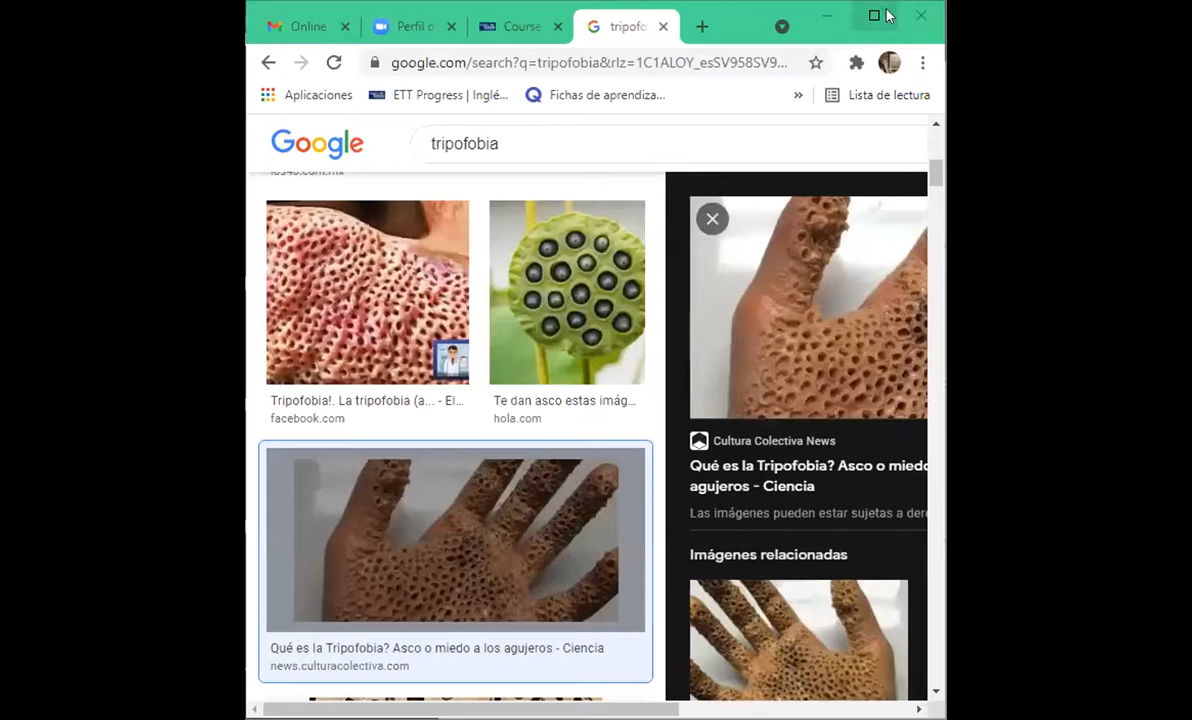 Online
Perfil c
Course
tripofo
google.com/search?q=tripofobia&rlz=1C1ALOY_esSV958SV9...
Aplicaciones
ETT Progress | Inglé...
Fichas de aprendiza...
»
Lista de lectura
Google
tripofobia
Tripofobia!. La tripofobia (a... - El...
facebook.com
Te dan asco estas imág...
hola.com
Qué es la Tripofobia? Asco o miedo a los agujeros - Ciencia
news.culturacolectiva.com
Cultura Colectiva News
Qué es la Tripofobia? Asco o miedo
agujeros - Ciencia
Las imágenes pueden estar sujetas a der
Imágenes relacionadas